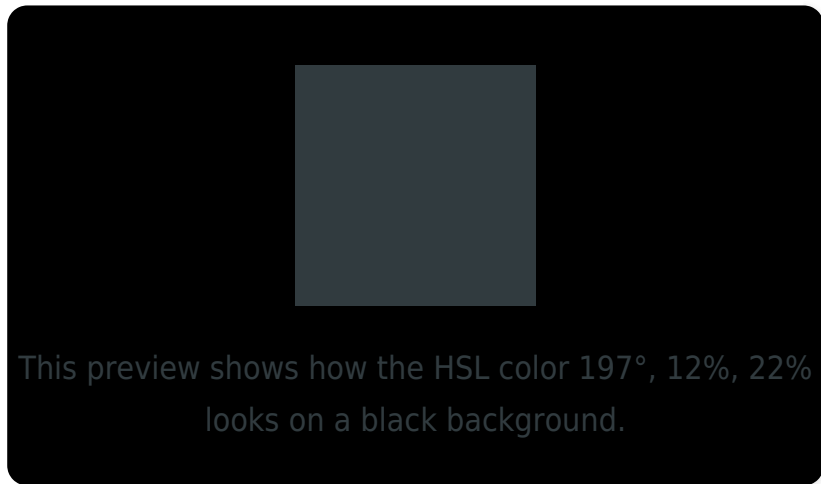 This preview shows how the HSL color 197°, 12%, 22%
looks on a black background.